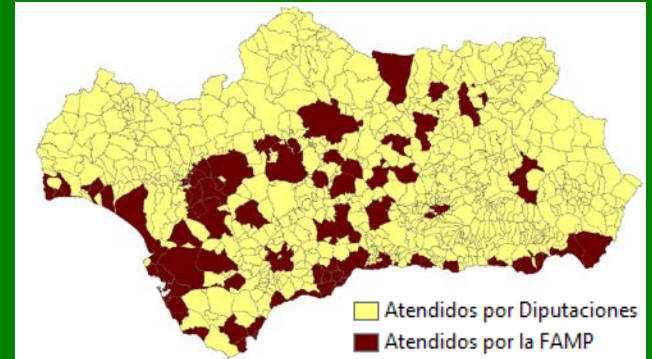 Atendidos por Diputaciones
Atendidos por la FAMP